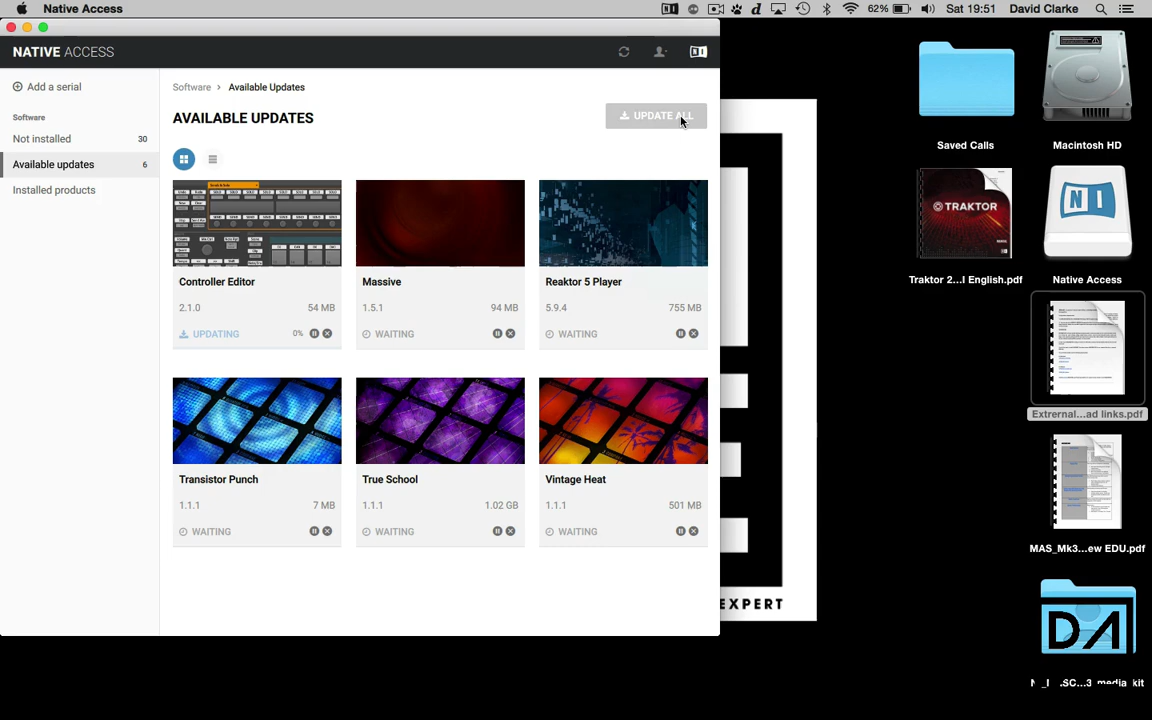 Native Access
62%
Sat 19:51
David Clarke
NATIVE ACCESS
Add a serial
Software
Not installed 30
Available updates 6
Installed products
Software > Available Updates
AVAILABLE UPDATES
UPDATE ALL
Controller Editor
2.1.0 54 MB
UPDATING 0%
Massive
1.5.1 94 MB
WAITING
Reaktor 5 Player
5.9.4 755 MB
WAITING
Transistor Punch
1.1.1 7 MB
WAITING
True School
1.1.1 1.02 GB
WAITING
Vintage Heat
1.1.1 501 MB
WAITING
EXPERT
Saved Calls
Macintosh HD
TRAKTOR
Traktor 2...l English.pdf
Native Access
Extrernal...ad links.pdf
MAS_Mk3...ew EDU.pdf